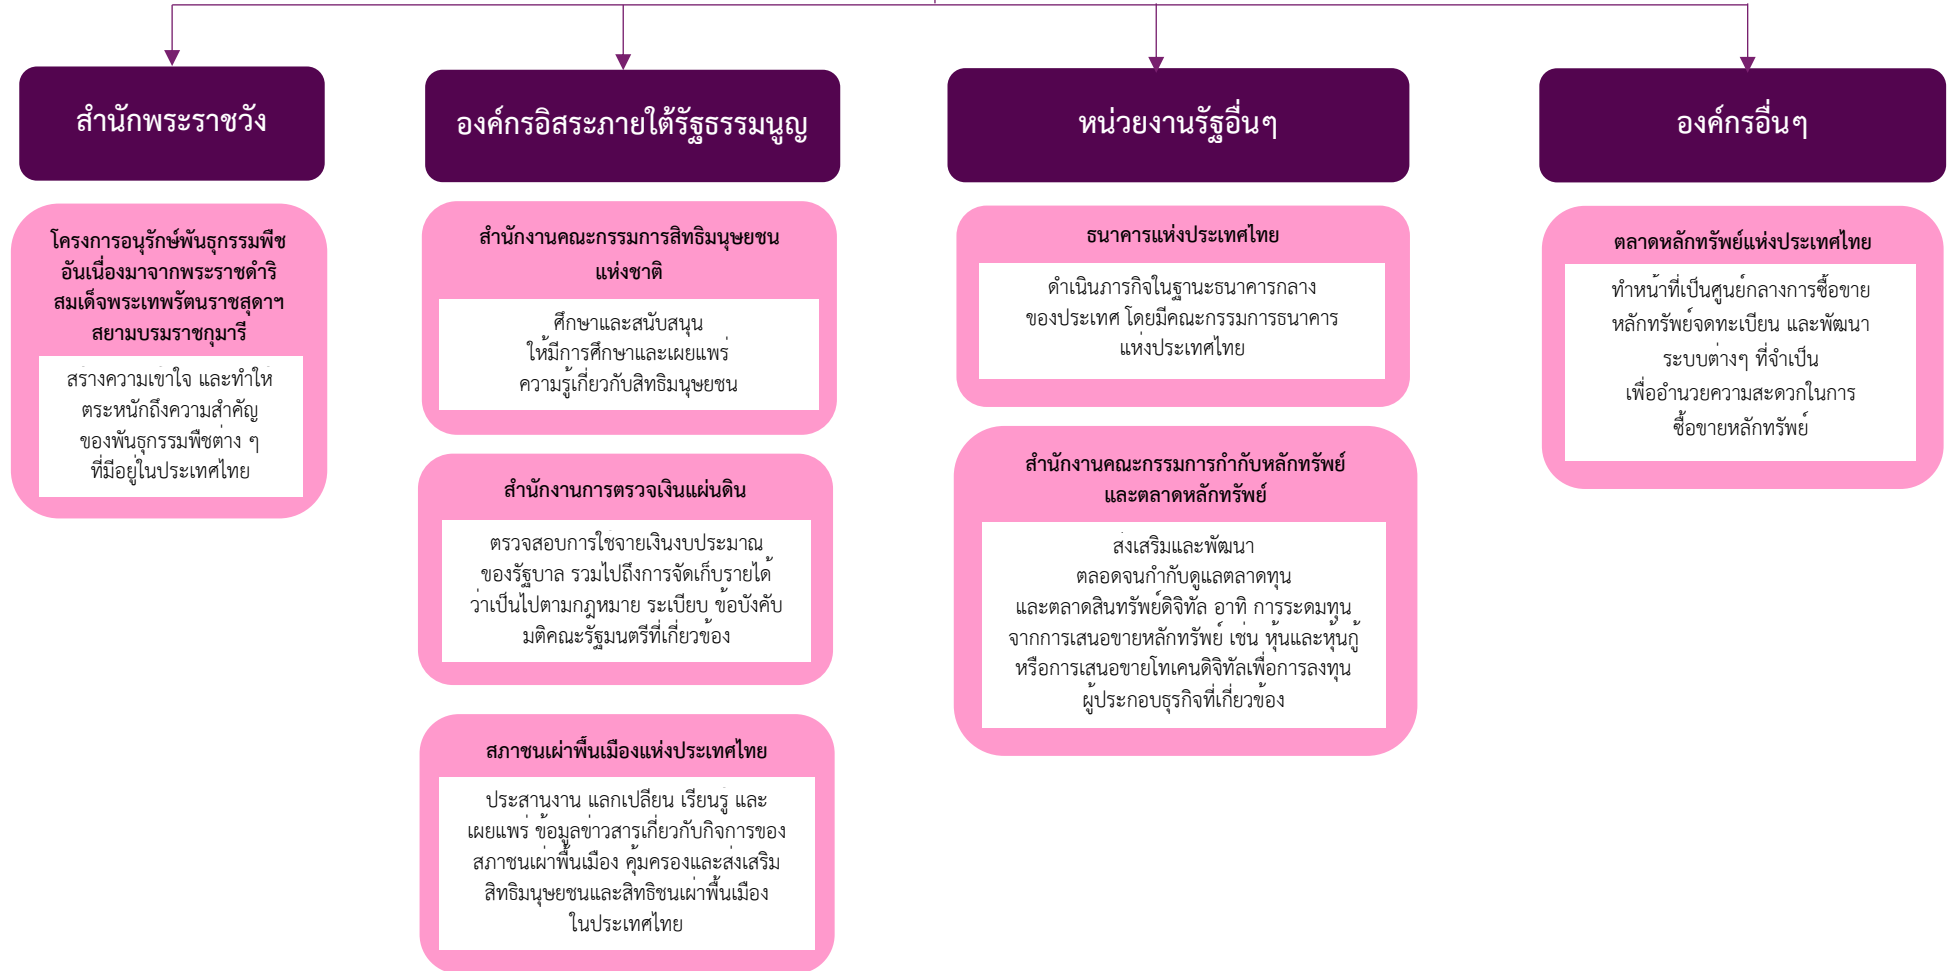 สำนักพระราชวัง
โครงการอนุรักษ์พันธุกรรมพืช
อันเนื่องมาจากพระราชดำริ
สมเด็จพระเทพรัตนราชสุดาฯ
สยามบรมราชกุมารี
สร้างความเข้าใจ และทำให้
ตระหนักถึงความสำคัญ
ของพันธุกรรมพืชต่าง ๆ
ที่มีอยู่ในประเทศไทย
องค์กรอิสระภายใต้รัฐธรรมนูญ
สำนักงานคณะกรรมการสิทธิมนุษยชน
แห่งชาติ
ศึกษาและสนับสนุน
ให้มีการศึกษาและเผยแพร่
ความรู้เกี่ยวกับสิทธิมนุษยชน
สำนักงานการตรวจเงินแผ่นดิน
ตรวจสอบการใช้จ่ายเงินงบประมาณ
ของรัฐบาล รวมไปถึงการจัดเก็บรายได้
ว่าเป็นไปตามกฎหมาย ระเบียบ ข้อบังคับ
มติคณะรัฐมนตรีที่เกี่ยวข้อง
สภาชนเผ่าพื้นเมืองแห่งประเทศไทย
ประสานงาน แลกเปลี่ยน เรียนรู้ และ
เผยแพร่ ข้อมูลข่าวสารเกี่ยวกับกิจการของ
สภาชนเผ่าพื้นเมือง คุ้มครองและส่งเสริม
สิทธิมนุษยชนและสิทธิชนเผ่าพื้นเมือง
ในประเทศไทย
หน่วยงานรัฐอื่นๆ
ธนาคารแห่งประเทศไทย
ดำเนินภารกิจในฐานะธนาคารกลาง
ของประเทศ โดยมีคณะกรรมการธนาคาร
แห่งประเทศไทย
สำนักงานคณะกรรมการกำกับหลักทรัพย์
และตลาดหลักทรัพย์
ส่งเสริมและพัฒนา
ตลอดจนกำกับดูแลตลาดทุน
และตลาดสินทรัพย์ดิจิทัล อาทิ การระดมทุน
จากการเสนอขายหลักทรัพย์ เช่น หุ้นและหุ้นกู้
หรือการเสนอขายโทเคนดิจิทัลเพื่อการลงทุน
ผู้ประกอบธุรกิจที่เกี่ยวข้อง
องค์กรอื่นๆ
ตลาดหลักทรัพย์แห่งประเทศไทย
ทำหน้าที่เป็นศูนย์กลางการซื้อขาย
หลักทรัพย์จดทะเบียน และพัฒนา
ระบบต่างๆ ที่จำเป็น
เพื่ออำนวยความสะดวกในการ
ซื้อขายหลักทรัพย์